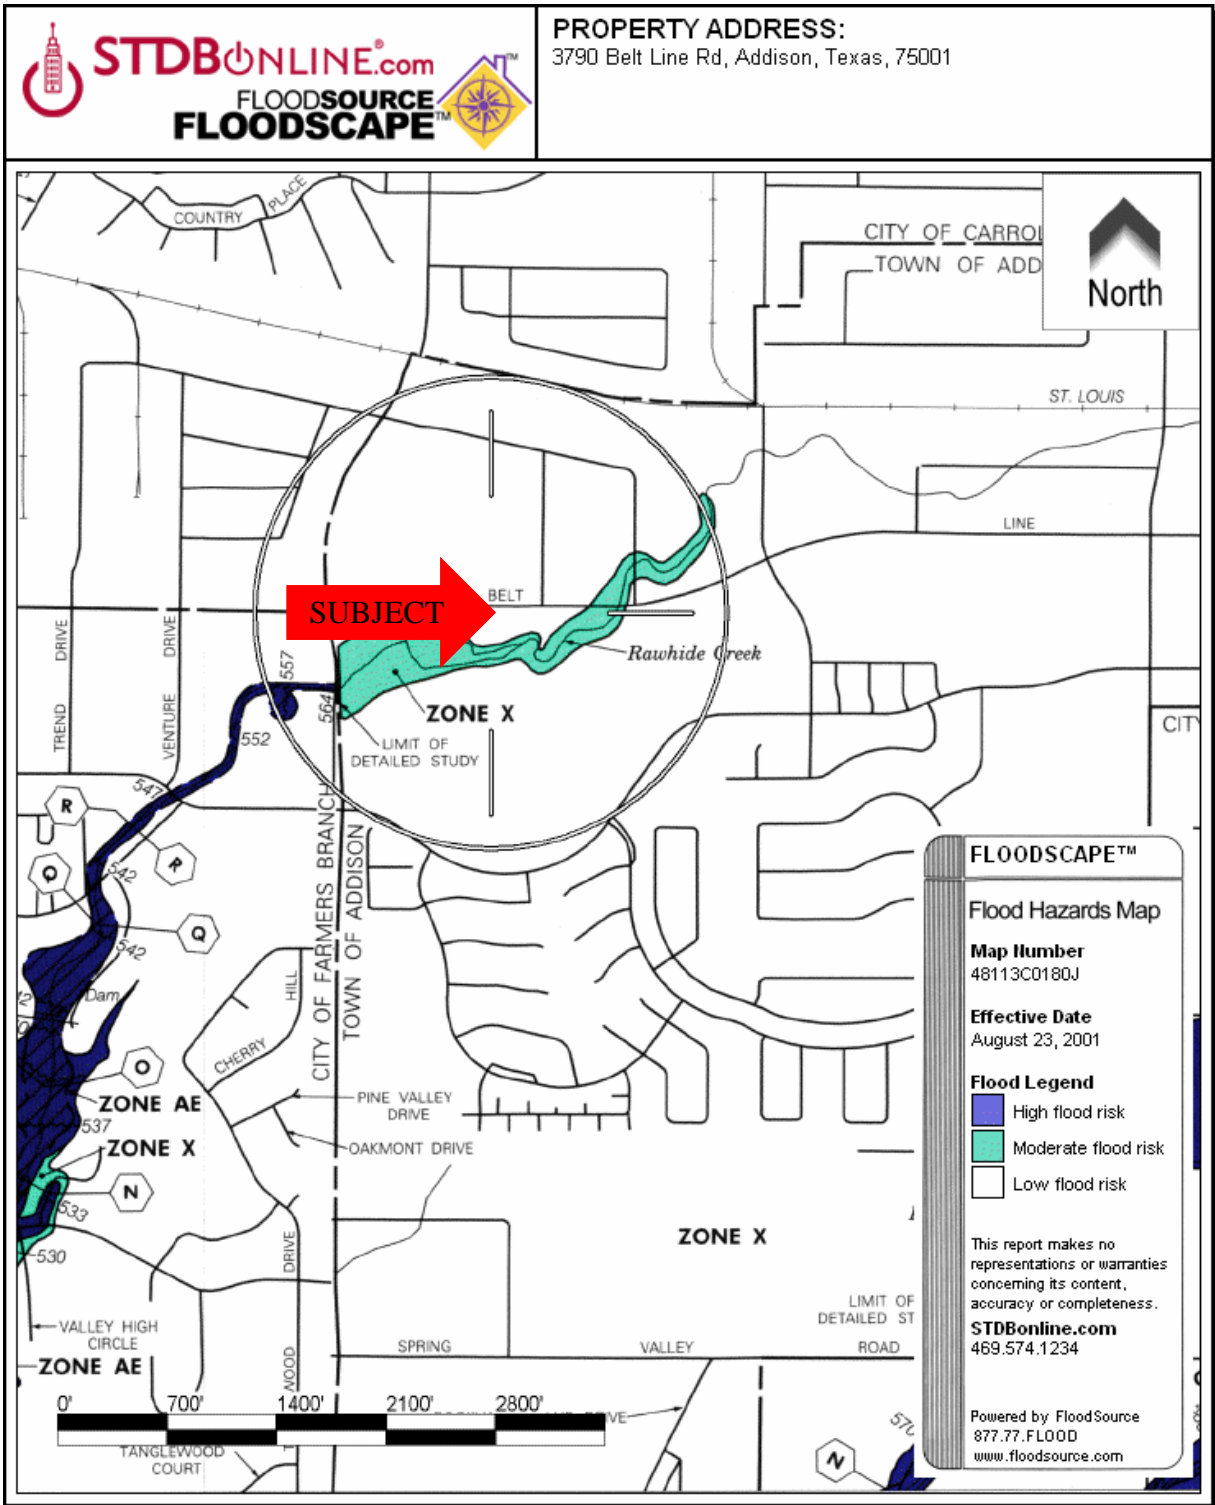 STDBONLINE®.com
FLOODSOURCE
FLOODSCAPE™
™
PROPERTY ADDRESS:
3790 Belt Line Rd, Addison, Texas, 75001
COUNTRY
PLACE
CITY OF CARROL
TOWN OF ADD
North
ST. LOUIS
LINE
BELT
SUBJECT
Rawhide Creek
TREND DRIVE
VENTURE DRIVE
557
564
552
ZONE X
LIMIT OF
DETAILED STUDY
CITY
547
R
R
Q
542
Q
542
Dam
CITY OF FARMERS BRANCH
TOWN OF ADDISON
HILL
CHERRY
O
ZONE AE
537
ZONE X
N
533
530
PINE VALLEY
DRIVE
OAKMONT DRIVE
DRIVE
WOOD
ZONE X
VALLEY HIGH
CIRCLE
ZONE AE
LIMIT OF
DETAILED ST
SPRING
VALLEY
ROAD
0'
700'
1400'
2100'
2800'
TANGLEWOOD
COURT
570
N
FLOODSCAPE™
Flood Hazards Map
Map Number
48113C0180J
Effective Date
August 23, 2001
Flood Legend
High flood risk
Moderate flood risk
Low flood risk
This report makes no
representations or warranties
concerning its content,
accuracy or completeness.
STDBonline.com
469.574.1234
Powered by FloodSource
877.77.FLOOD
www.floodsource.com